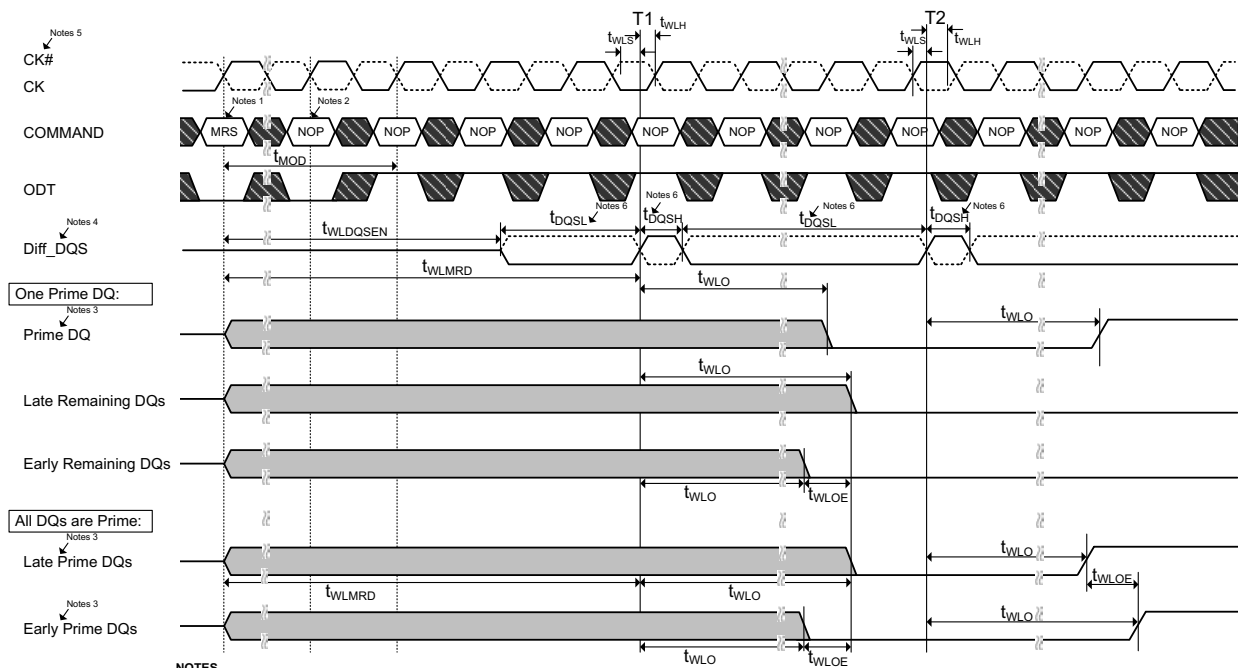 T1
T2
tWLS
tWLH
tWLS
tWLH
Notes 5
CK#
CK
Notes 1
Notes 2
COMMAND
MRS
NOP
NOP
NOP
NOP
NOP
NOP
NOP
NOP
NOP
NOP
NOP
tMOD
ODT
Notes 4
Diff_DQS
tWLDQSEN
tDQSL
Notes 6
tDQSH
Notes 6
tDQSL
Notes 6
tDQSH
Notes 6
tWLMRD
tWLO
One Prime DQ:
Notes 3
Prime DQ
tWLO
tWLO
Late Remaining DQs
Early Remaining DQs
tWLO
tWLOE
All DQs are Prime:
Notes 3
Late Prime DQs
tWLO
tWLMRD
tWLO
tWLOE
Notes 3
Early Prime DQs
tWLO
tWLO
tWLOE
NOTES